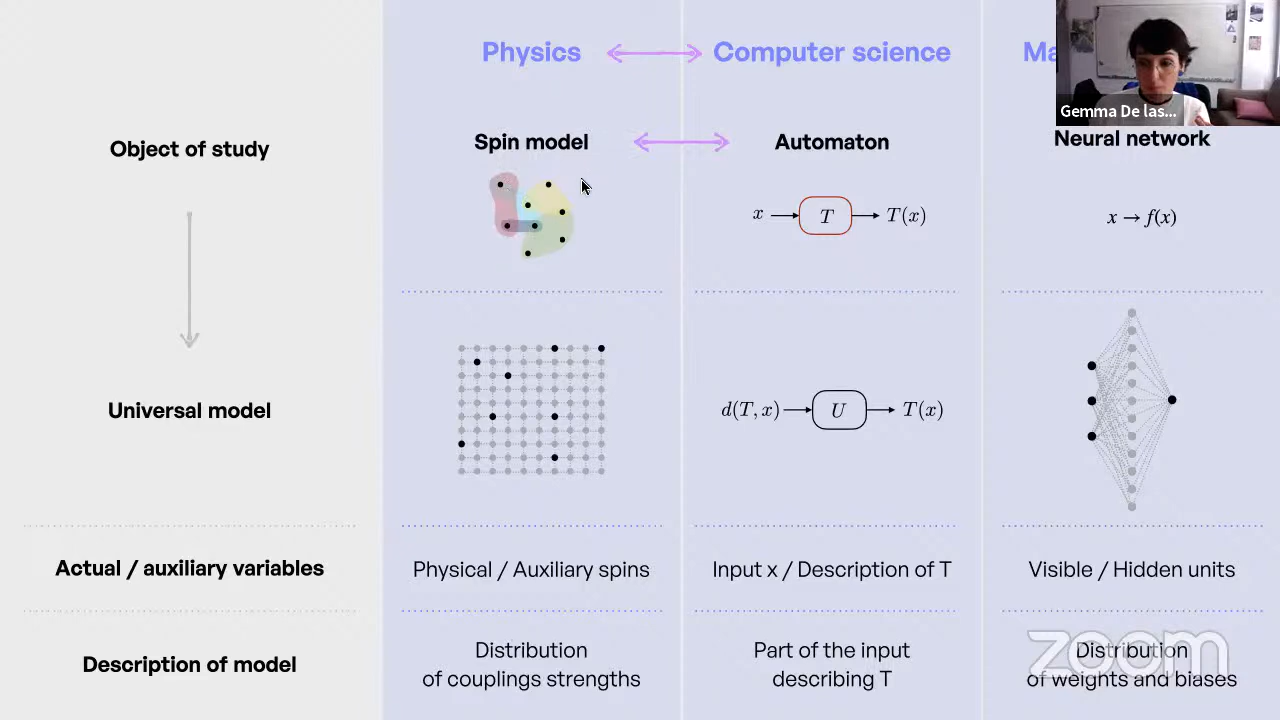 Physics
Computer science
Ma
Gemma De las...
Object of study
Spin model
Automaton
Neural network
x
T
T(x)
x → f(x)
Universal model
d(T, x)
U
T(x)
Actual / auxiliary variables
Physical / Auxiliary spins
Input x / Description of T
Visible / Hidden units
Description of model
Distribution
of couplings strengths
Part of the input
describing T
Distribution
of weights and biases
zoom